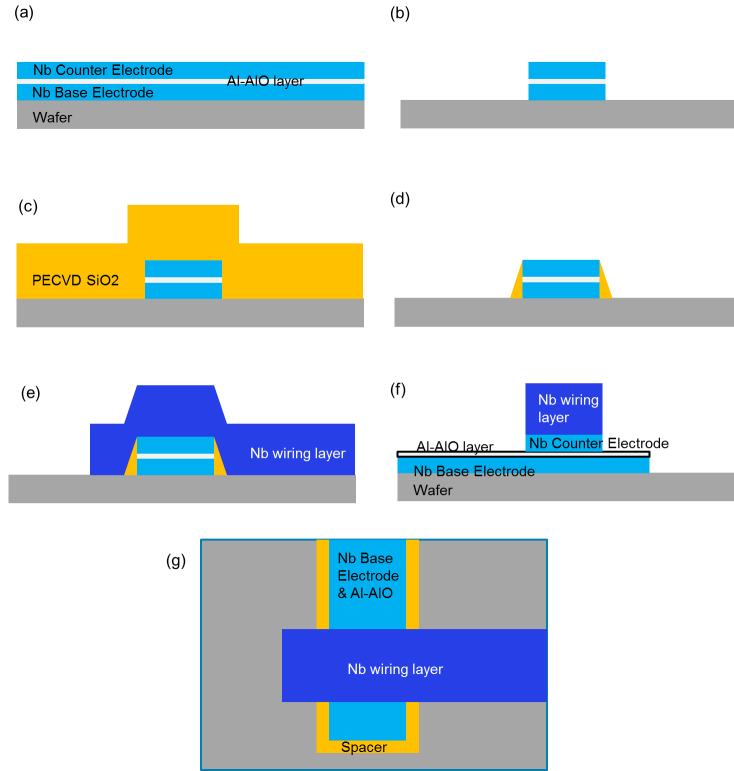 (a)
Nb Counter Electrode
Al-AlO layer
Nb Base Electrode
Wafer
(b)
(c)
PECVD SiO2
(d)
(e)
Nb wiring layer
(f)
Nb wiring
layer
Al-AlO layer
Nb Counter Electrode
Nb Base Electrode
Wafer
(g)
Nb Base
Electrode
& Al-AlO
Nb wiring layer
Spacer